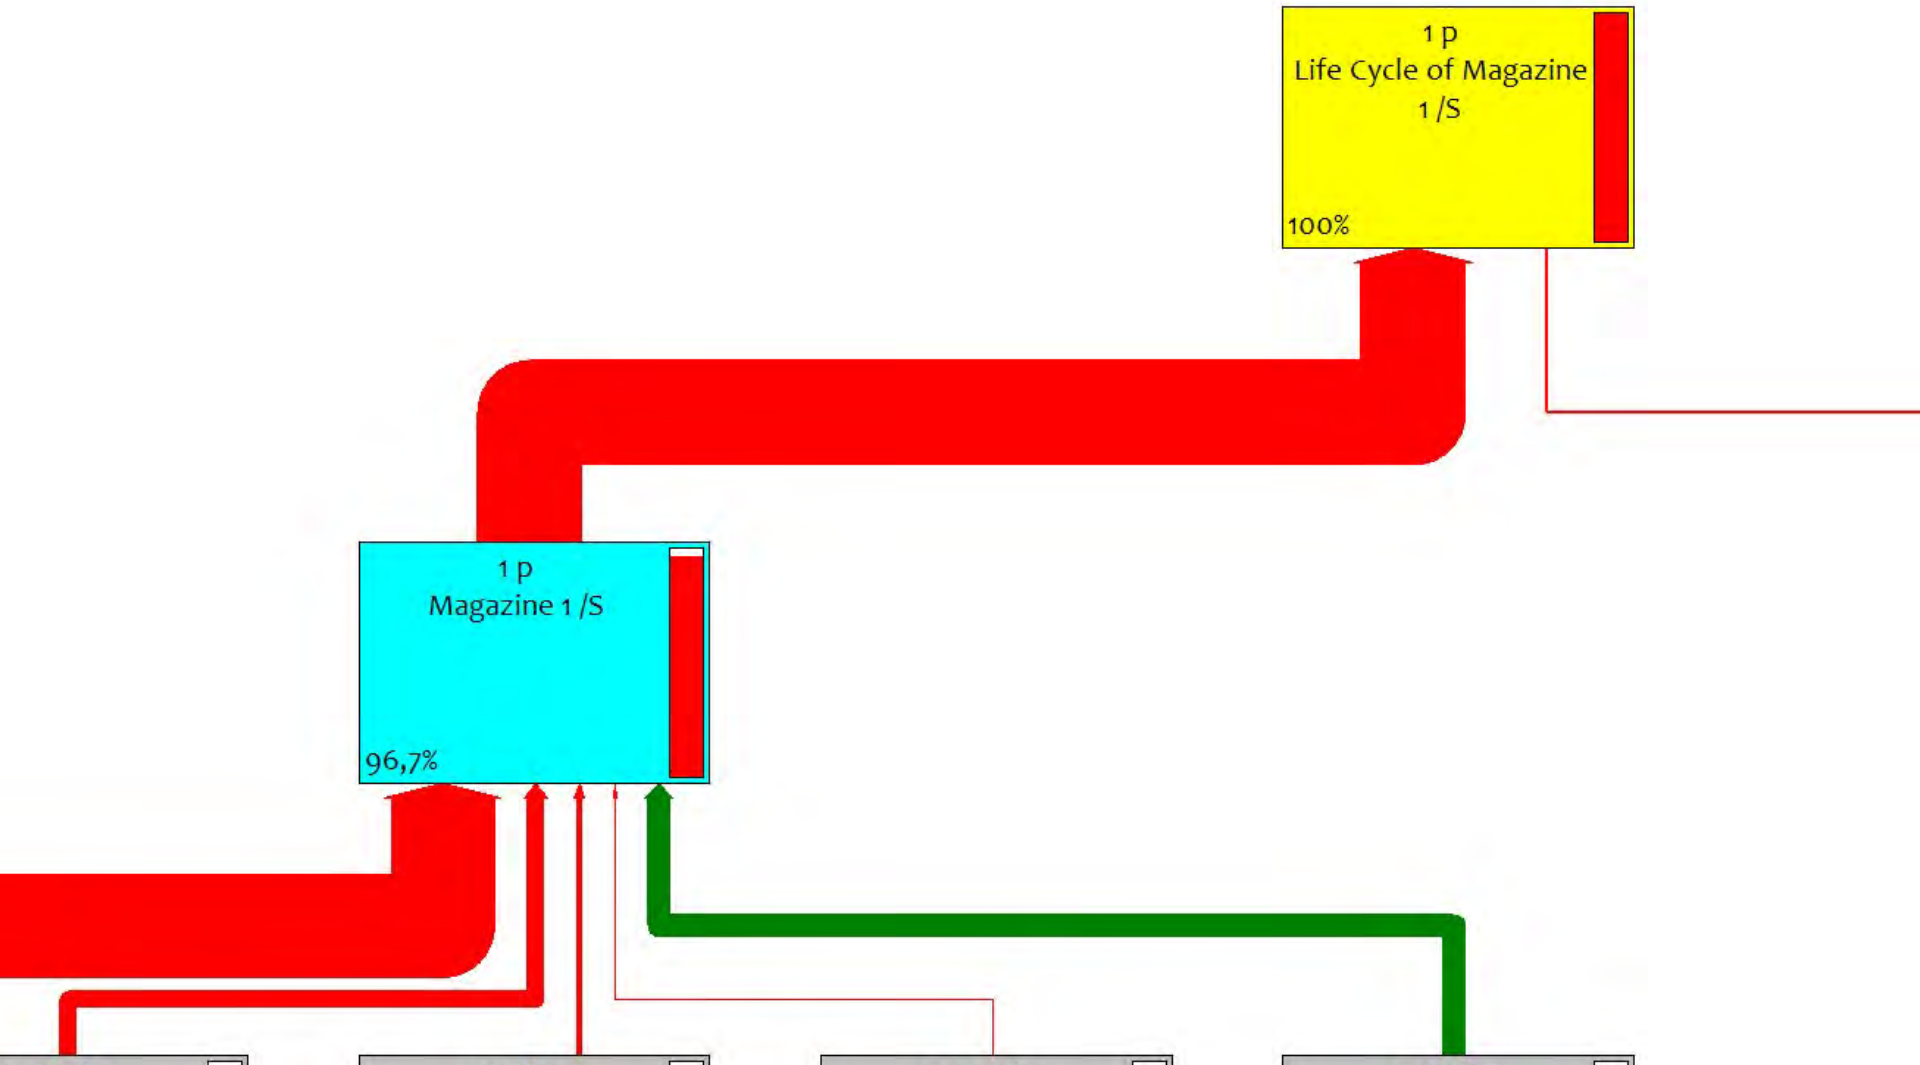 1 p
Life Cycle of Magazine
1 /S
100%
1 p
Magazine 1 /S
96,7%